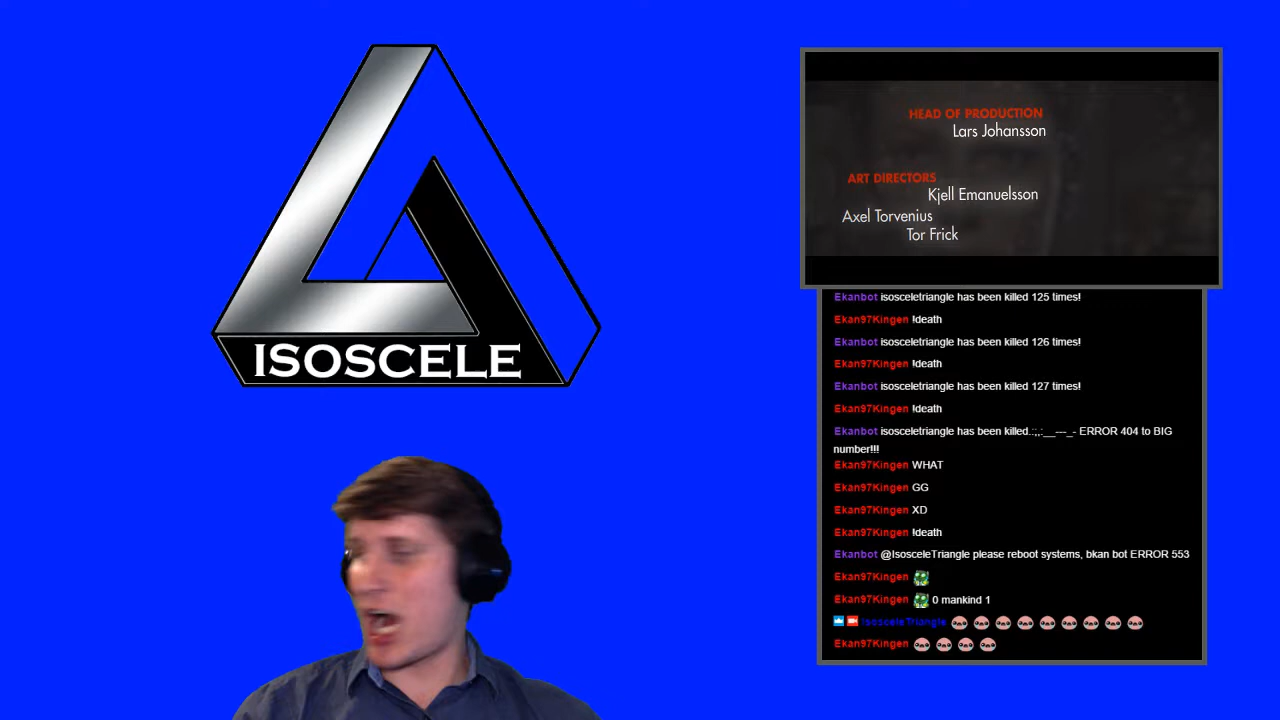 ISOSCELE
HEAD OF PRODUCTION
Lars Johansson
ART DIRECTORS
Kjell Emanuelsson
Axel Torvenius
Tor Frick
Ekanbot isosceletriangle has been killed 125 times!
Ekan97Kingen !death
Ekanbot isosceletriangle has been killed 126 times!
Ekan97Kingen !death
Ekanbot isosceletriangle has been killed 127 times!
Ekan97Kingen !death
Ekanbot isosceletriangle has been killed.:;,:__---_- ERROR 404 to BIG
number!!!
Ekan97Kingen WHAT
Ekan97Kingen GG
Ekan97Kingen XD
Ekan97Kingen !death
Ekanbot @IsosceleTriangle please reboot systems, bkan bot ERROR 553
Ekan97Kingen
Ekan97Kingen 0 mankind 1
IsosceleTriangle
Ekan97Kingen